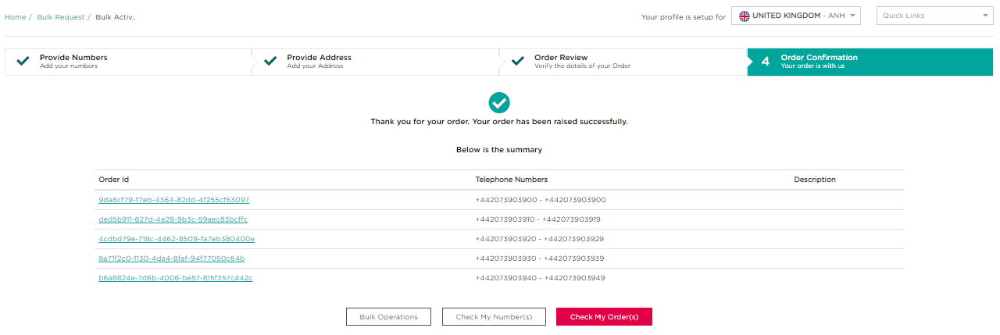 Home / Bulk Request / Bulk Activ..
Your profile is setup for UNITED KINGDOM - ANH Quick Links
Provide Numbers
Add your numbers
Provide Address
Add your Address
Order Review
Verify the details of your Order
4 Order Confirmation
Your order is with us
Thank you for your order. Your order has been raised successfully.
Below is the summary
Order Id Telephone Numbers Description
9da8cf79-f7eb-4364-82dd-4f255cf63097 +442073903900 - +442073903900
ded5b911-627d-4e28-9b3c-59aec83bcffc +442073903910 - +442073903919
4cdbd79e-718c-4462-8509-fa7eb380400e +442073903920 - +442073903929
8a71f2c0-1130-4da4-8faf-94f77050c64b +442073903930 - +442073903939
b6a8824e-7d6b-4006-be57-815f357c442c +442073903940 - +442073903949
Bulk Operations Check My Number(s) Check My Order(s)